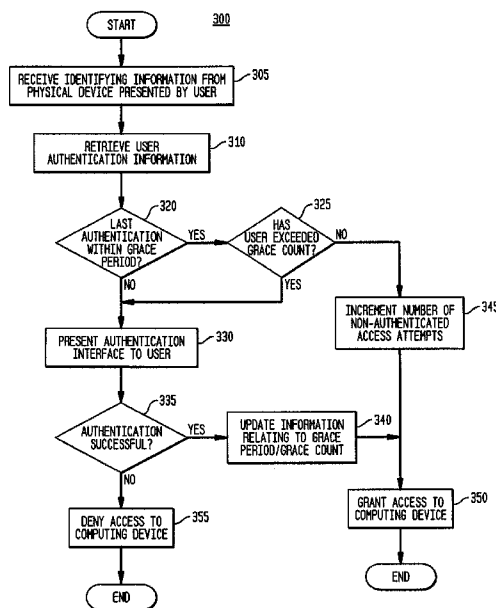 START
300
RECEIVE IDENTIFYING INFORMATION FROM
PHYSICAL DEVICE PRESENTED BY USER
305
RETRIEVE USER
AUTHENTICATION INFORMATION
310
320
LAST
AUTHENTICATION
WITHIN GRACE
PERIOD?
YES
NO
325
HAS
USER EXCEEDED
GRACE COUNT?
NO
YES
INCREMENT NUMBER OF
NON-AUTHENTICATED
ACCESS ATTEMPTS
345
PRESENT AUTHENTICATION
INTERFACE TO USER
330
335
AUTHENTICATION
SUCCESSFUL?
YES
NO
UPDATE INFORMATION
RELATING TO GRACE
PERIOD/GRACE COUNT
340
DENY ACCESS TO
COMPUTING DEVICE
355
GRANT ACCESS TO
COMPUTING DEVICE
350
END
END